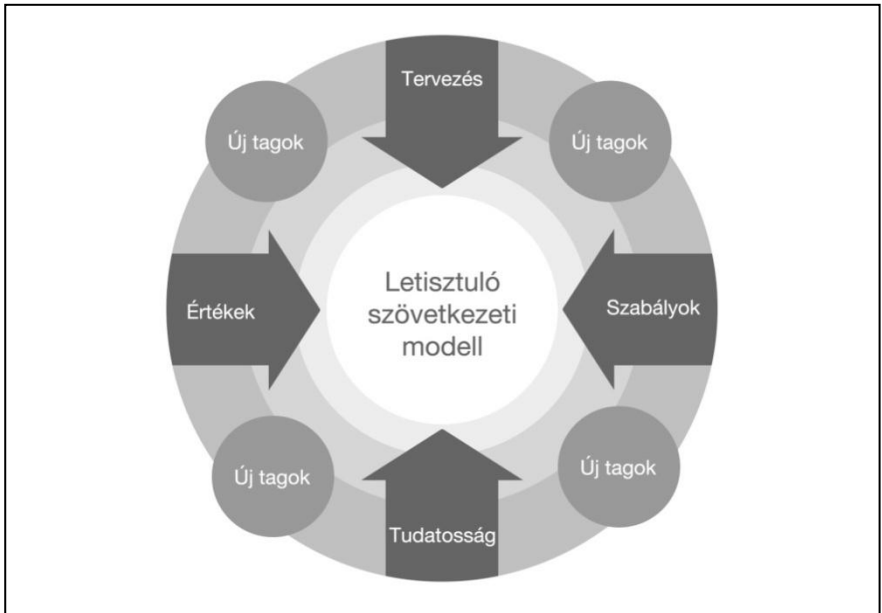 Tervezés
Új tagok
Új tagok
Értékek
Letisztuló
szövetkezeti
modell
Szabályok
Új tagok
Új tagok
Tudatosság